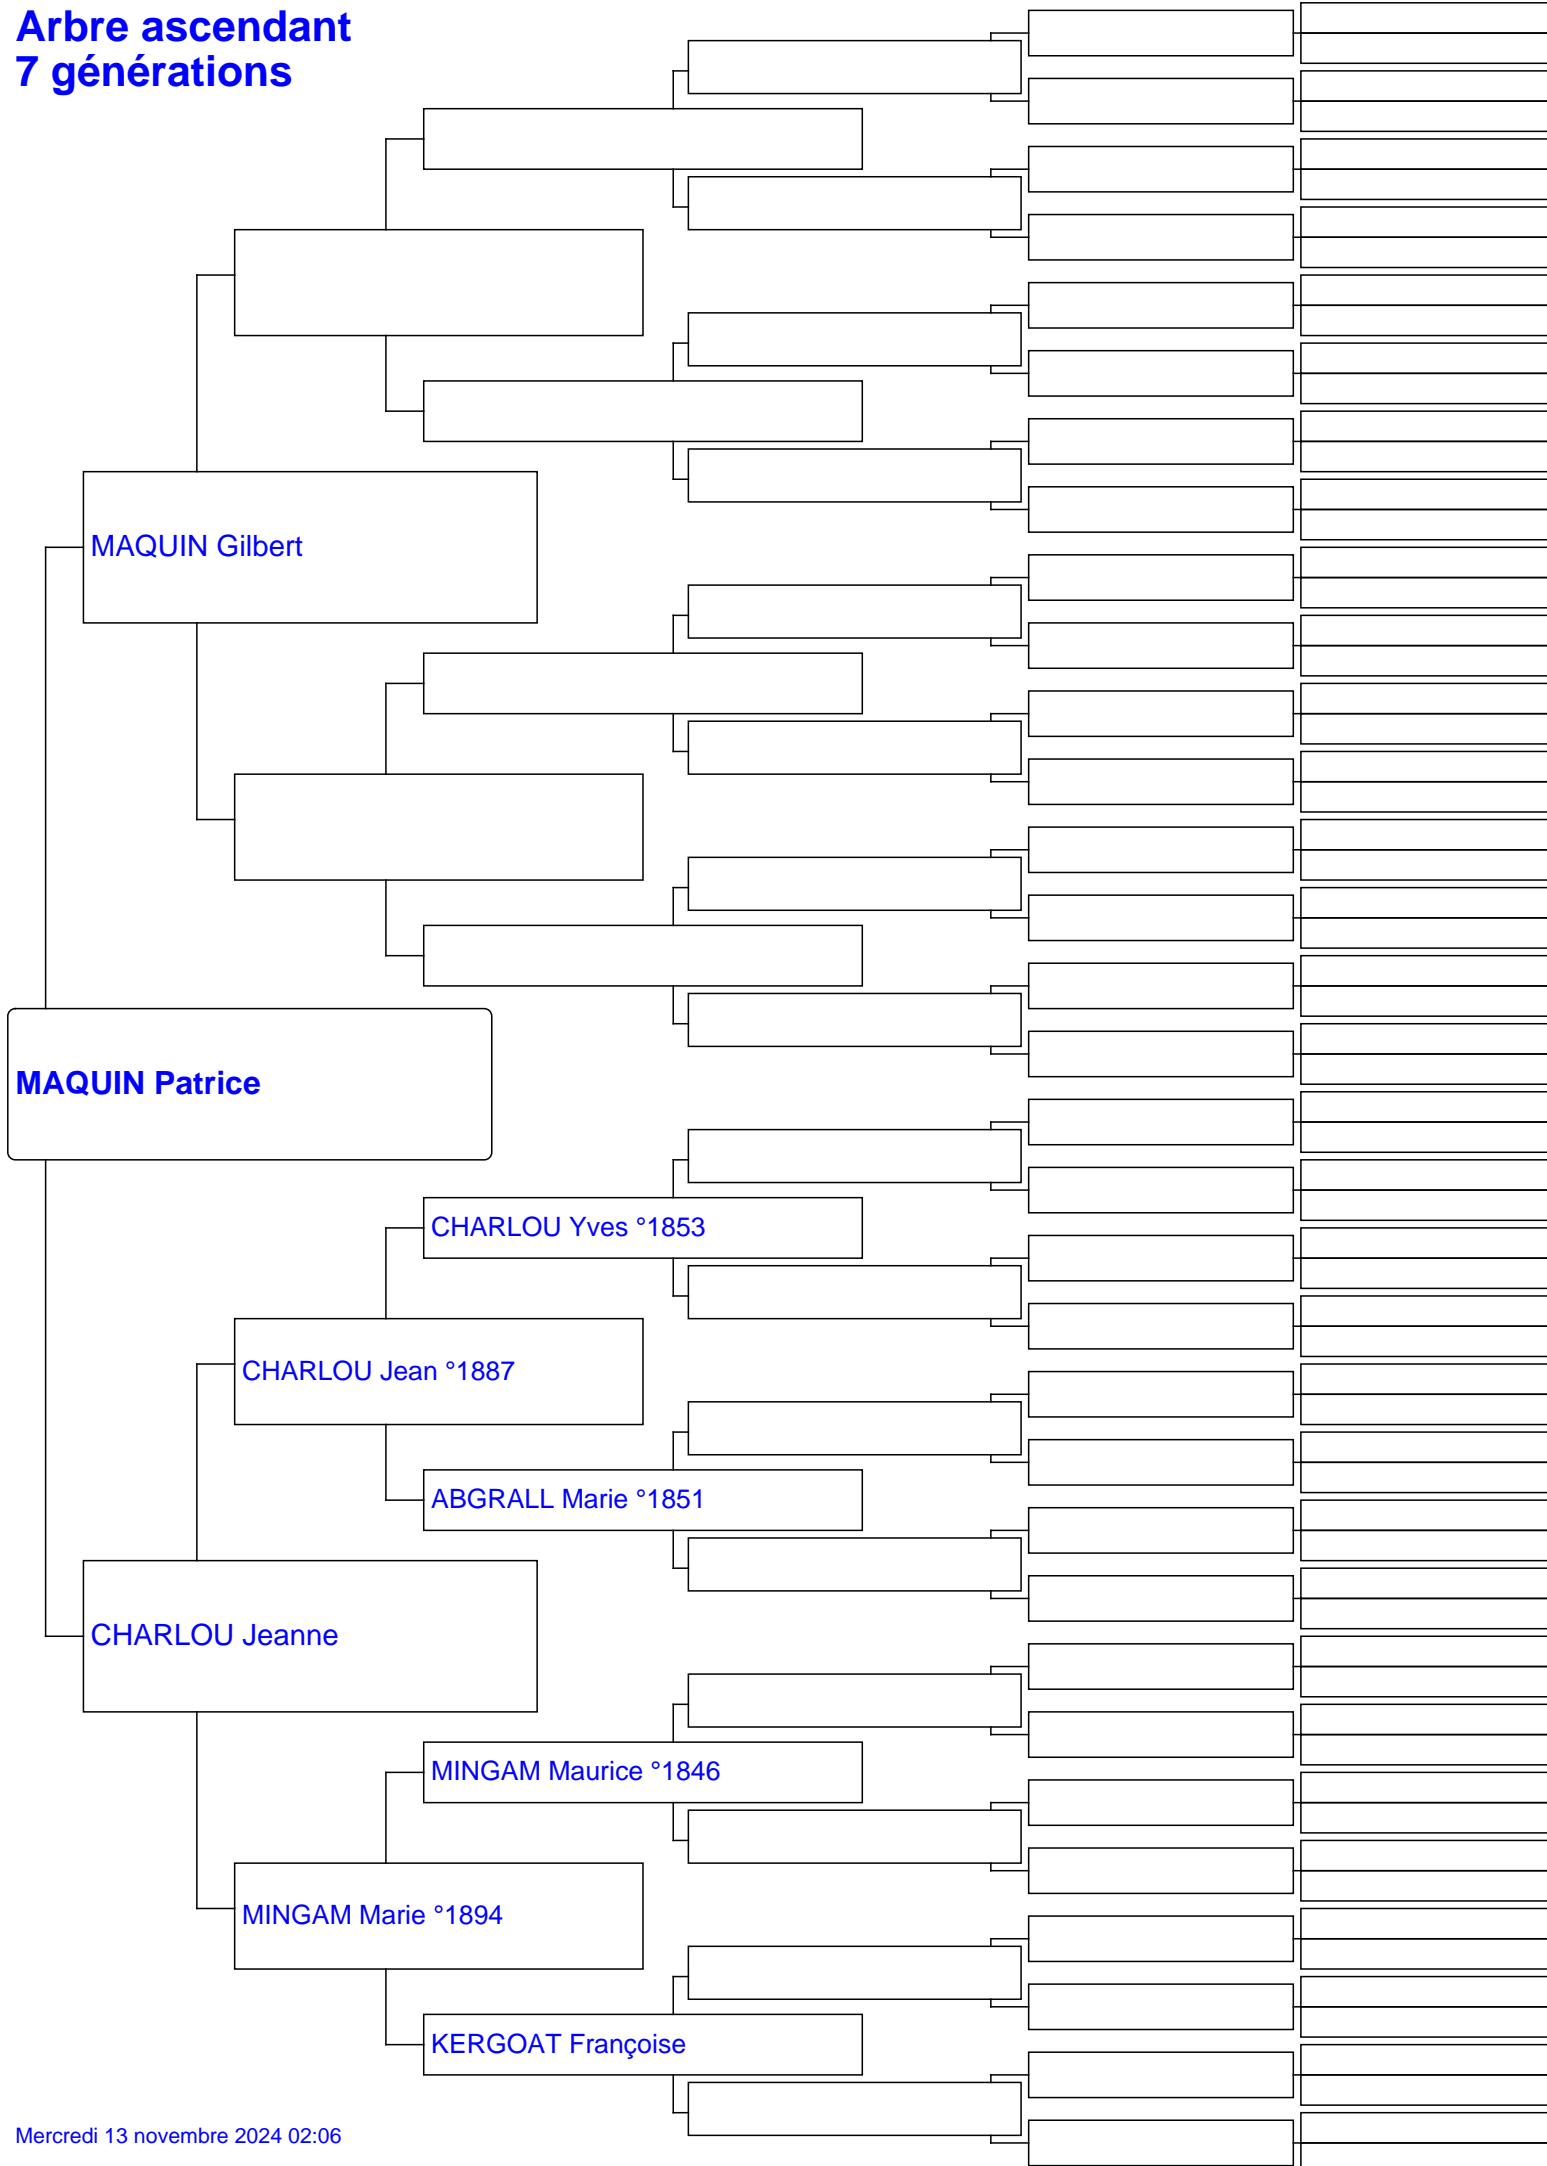 Arbre ascendant
7 générations
MAQUIN Gilbert
MAQUIN Patrice
CHARLOU Yves °1853
CHARLOU Jean °1887
ABGRALL Marie °1851
CHARLOU Jeanne
MINGAM Maurice °1846
MINGAM Marie °1894
KERGOAT Françoise
Mercredi 13 novembre 2024 02:06